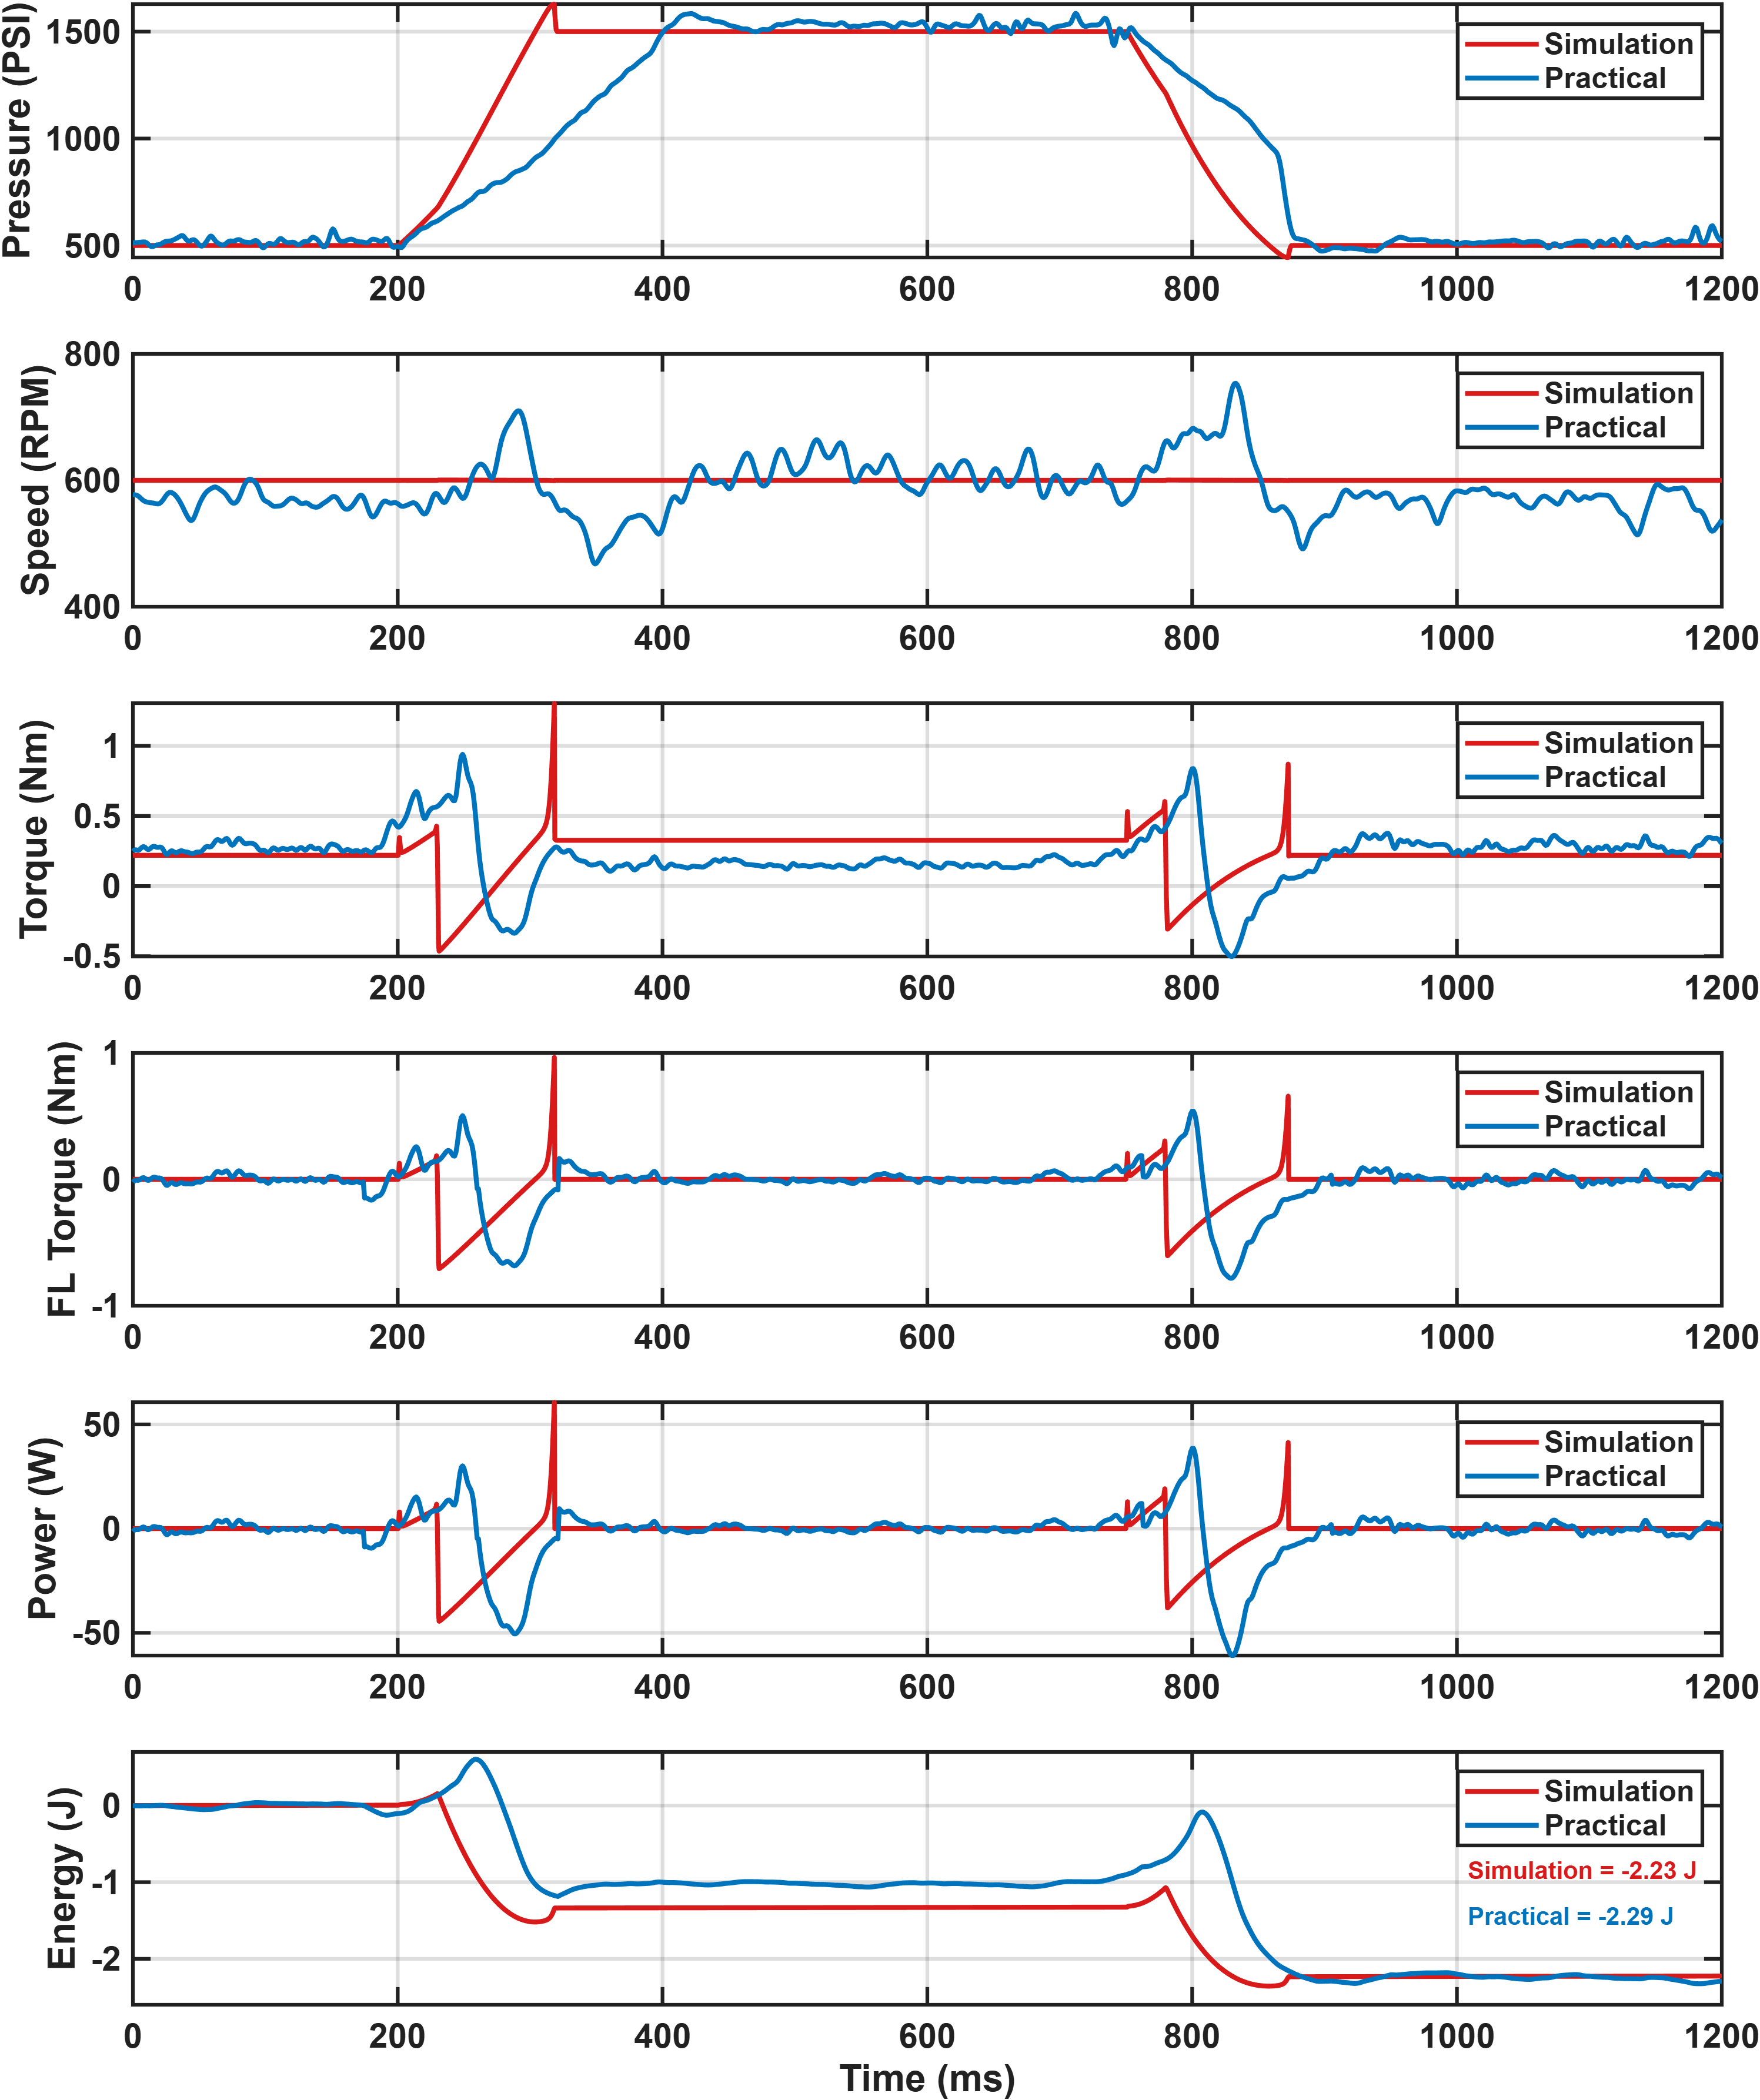 Pressure (PSI)
1500
1000
500
Simulation
Practical
0 200 400 600 800 1000 1200
Speed (RPM)
800
600
400
Simulation
Practical
0 200 400 600 800 1000 1200
Torque (Nm)
1
0.5
0
-0.5
Simulation
Practical
0 200 400 600 800 1000 1200
FL Torque (Nm)
1
0
-1
Simulation
Practical
0 200 400 600 800 1000 1200
Power (W)
50
0
-50
Simulation
Practical
0 200 400 600 800 1000 1200
Energy (J)
0
-1
-2
Simulation
Practical
Simulation = -2.23 J
Practical = -2.29 J
0 200 400 600 800 1000 1200
Time (ms)